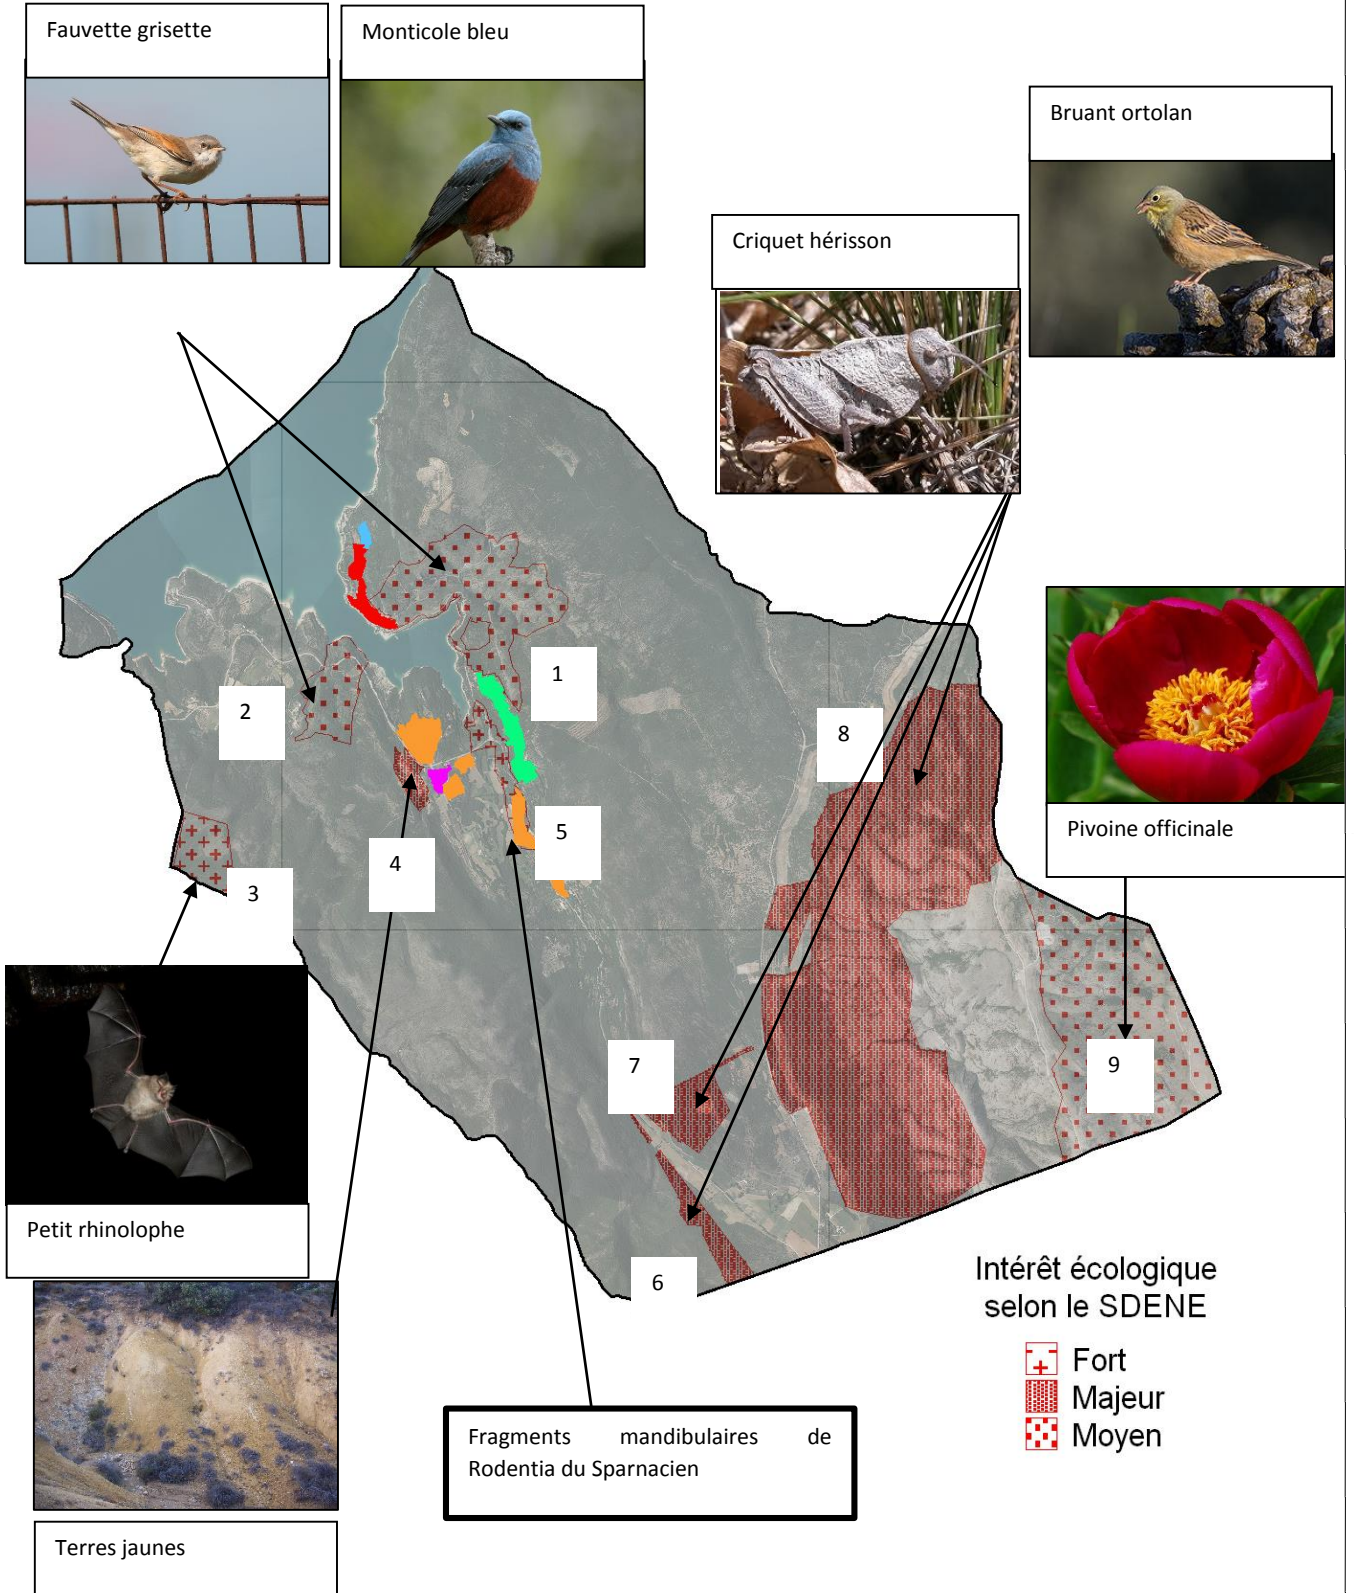 Fauvette grisette
Monticole bleu
Bruant ortolan
Criquet hérisson
1
2
8
Pivoine officinale
5
4
3
7
9
Petit rhinolophe
6
Intérêt écologique
selon le SDENE
Fort
Majeur
Moyen
Fragments mandibulaires de
Rodentia du Sparnacien
Terres jaunes